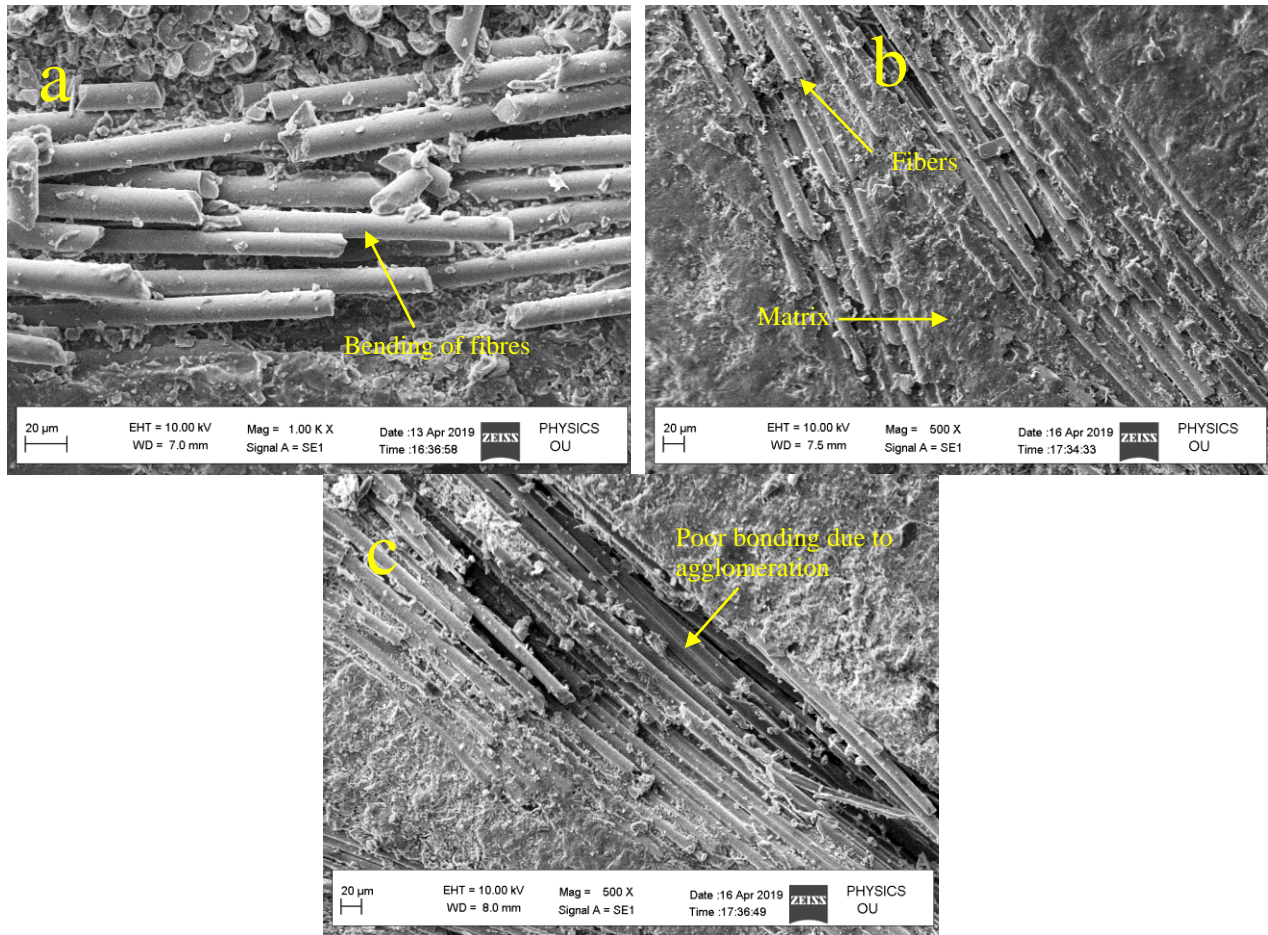 a
Bending of fibres
20 µm
EHT = 10.00 kV
WD = 7.0 mm
Mag = 1.00 K X
Signal A = SE1
Date :13 Apr 2019
Time :16:36:58
ZEISS
PHYSICS
OU
b
Fibers
Matrix
20 µm
EHT = 10.00 kV
WD = 7.5 mm
Mag = 500 X
Signal A = SE1
Date :16 Apr 2019
Time :17:34:33
ZEISS
PHYSICS
OU
c
Poor bonding due to
agglomeration
20 µm
EHT = 10.00 kV
WD = 8.0 mm
Mag = 500 X
Signal A = SE1
Date :16 Apr 2019
Time :17:36:49
ZEISS
PHYSICS
OU